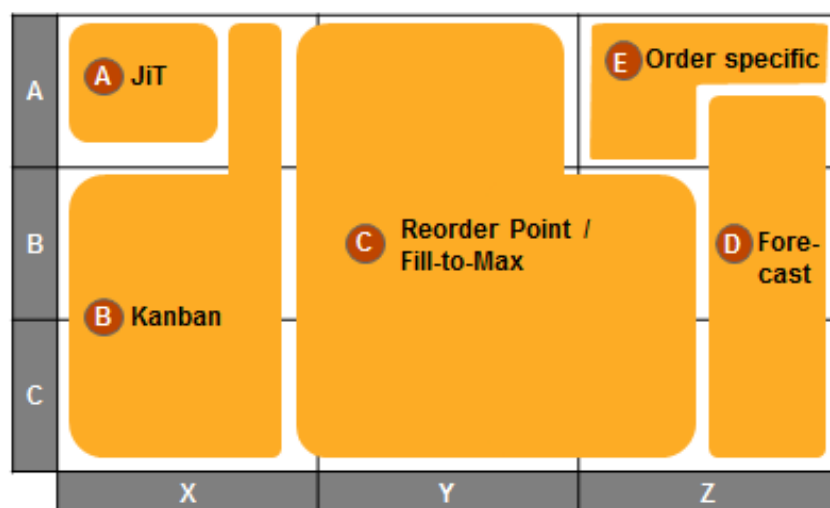 A
A JiT
E Order specific
B
C Reorder Point /
Fill-to-Max
D Fore-
cast
B Kanban
C
X Y Z